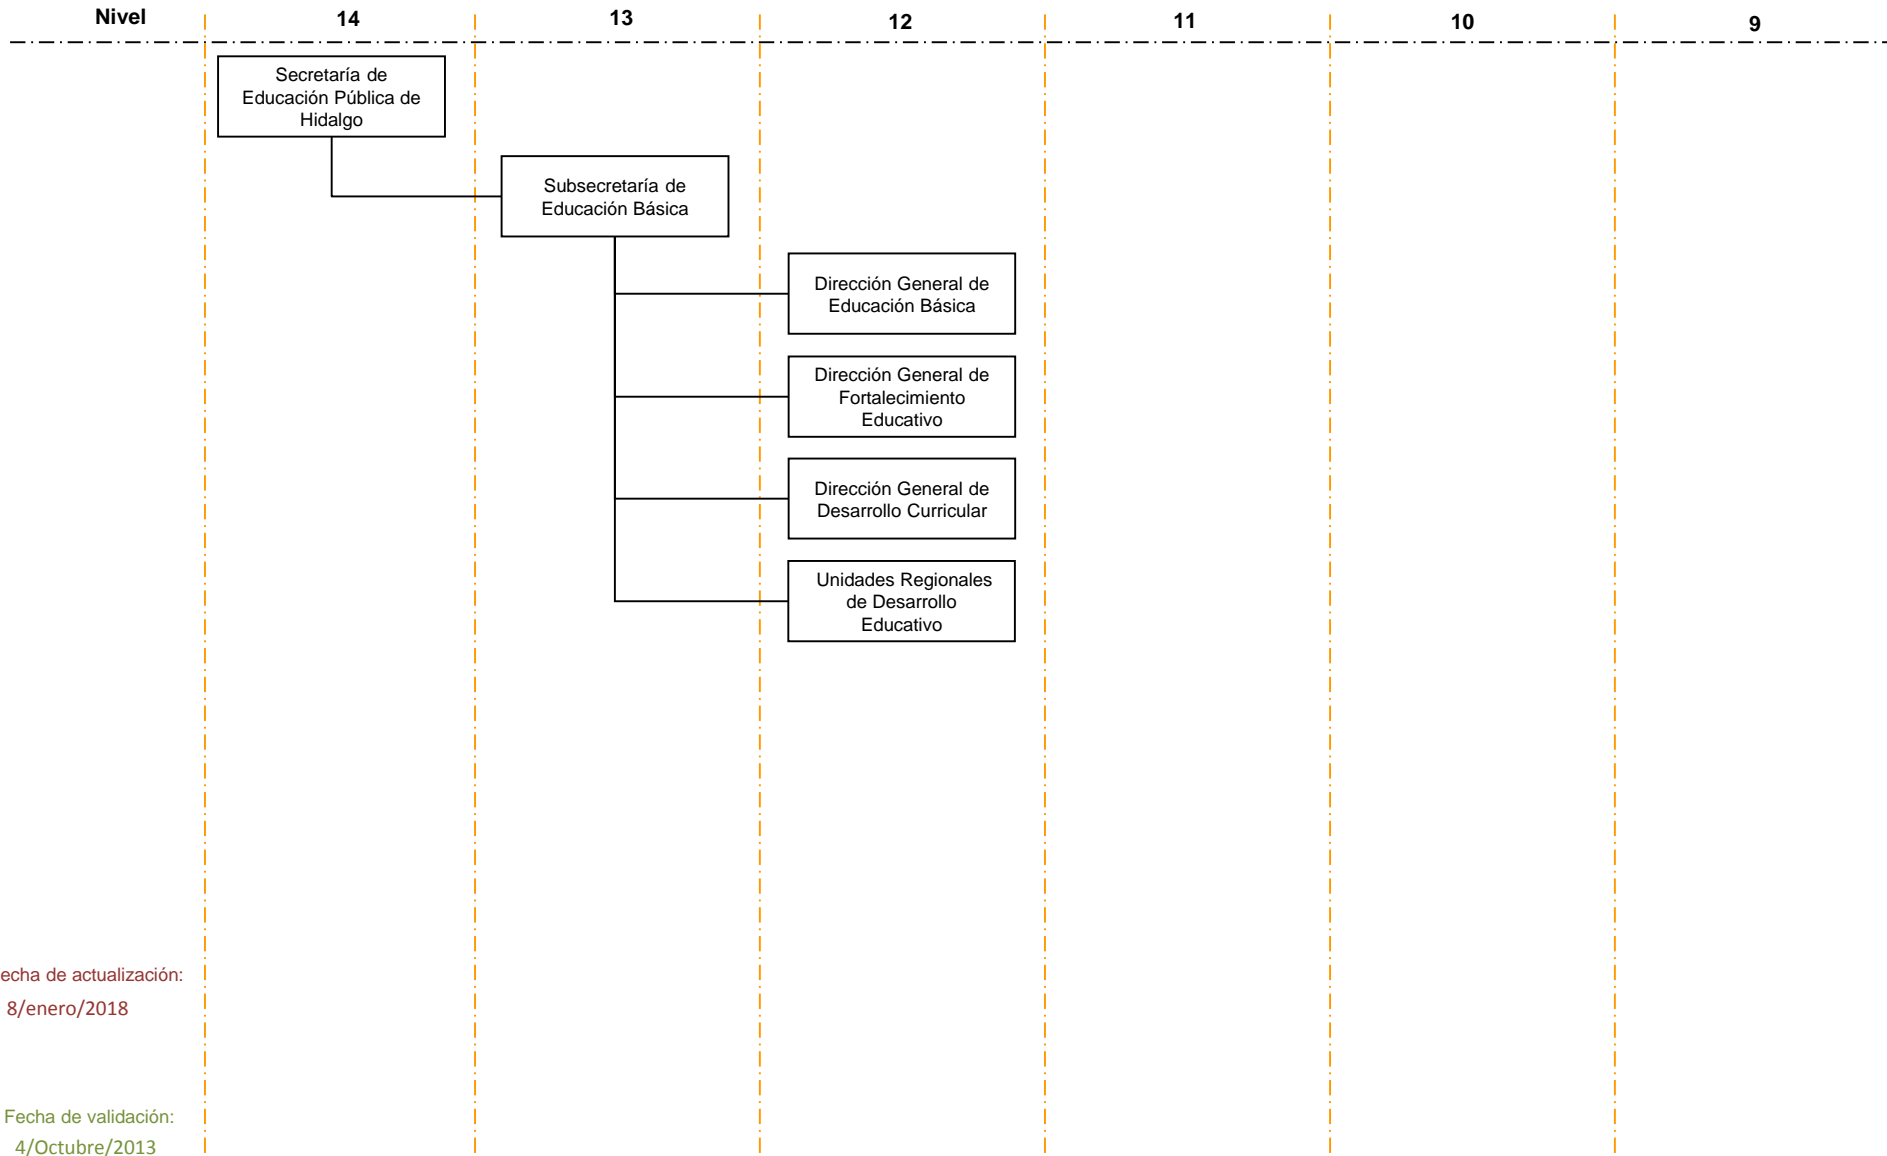 Nivel 14 13 12 11 10 9
Secretaría de
Educación Pública de
Hidalgo
Subsecretaría de
Educación Básica
Dirección General de
Educación Básica
Dirección General de
Fortalecimiento
Educativo
Dirección General de
Desarrollo Curricular
Unidades Regionales
de Desarrollo
Educativo
echa de actualización:
8/enero/2018
Fecha de validación:
4/Octubre/2013